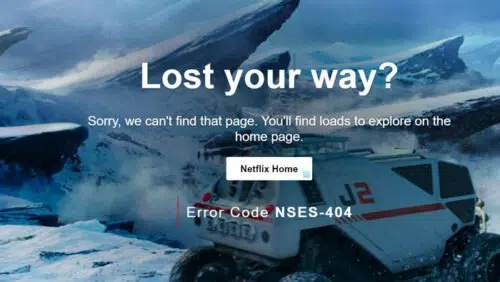 Lost your way?
Sorry, we can't find that page. You'll find loads to explore on the
home page.
Netflix Home
Error Code NSES-404
J2